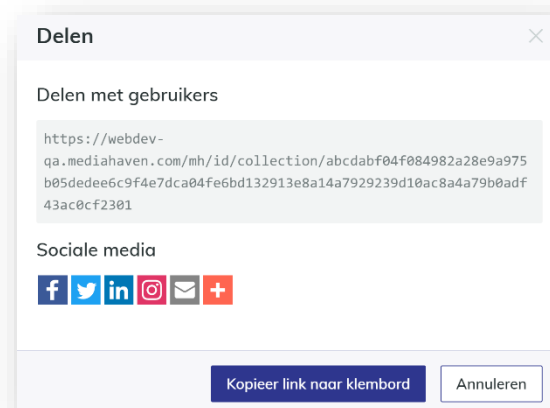 Delen
Delen met gebruikers
https://webdev-
qa.mediahaven.com/mh/id/collection/abcdabf04f084982a28e9a975
b05dedee6c9f4e7dca04fe6bd132913e8a14a7929239d10ac8a4a79b0adf
43ac0cf2301
Sociale media
Kopieer link naar klembord
Annuleren